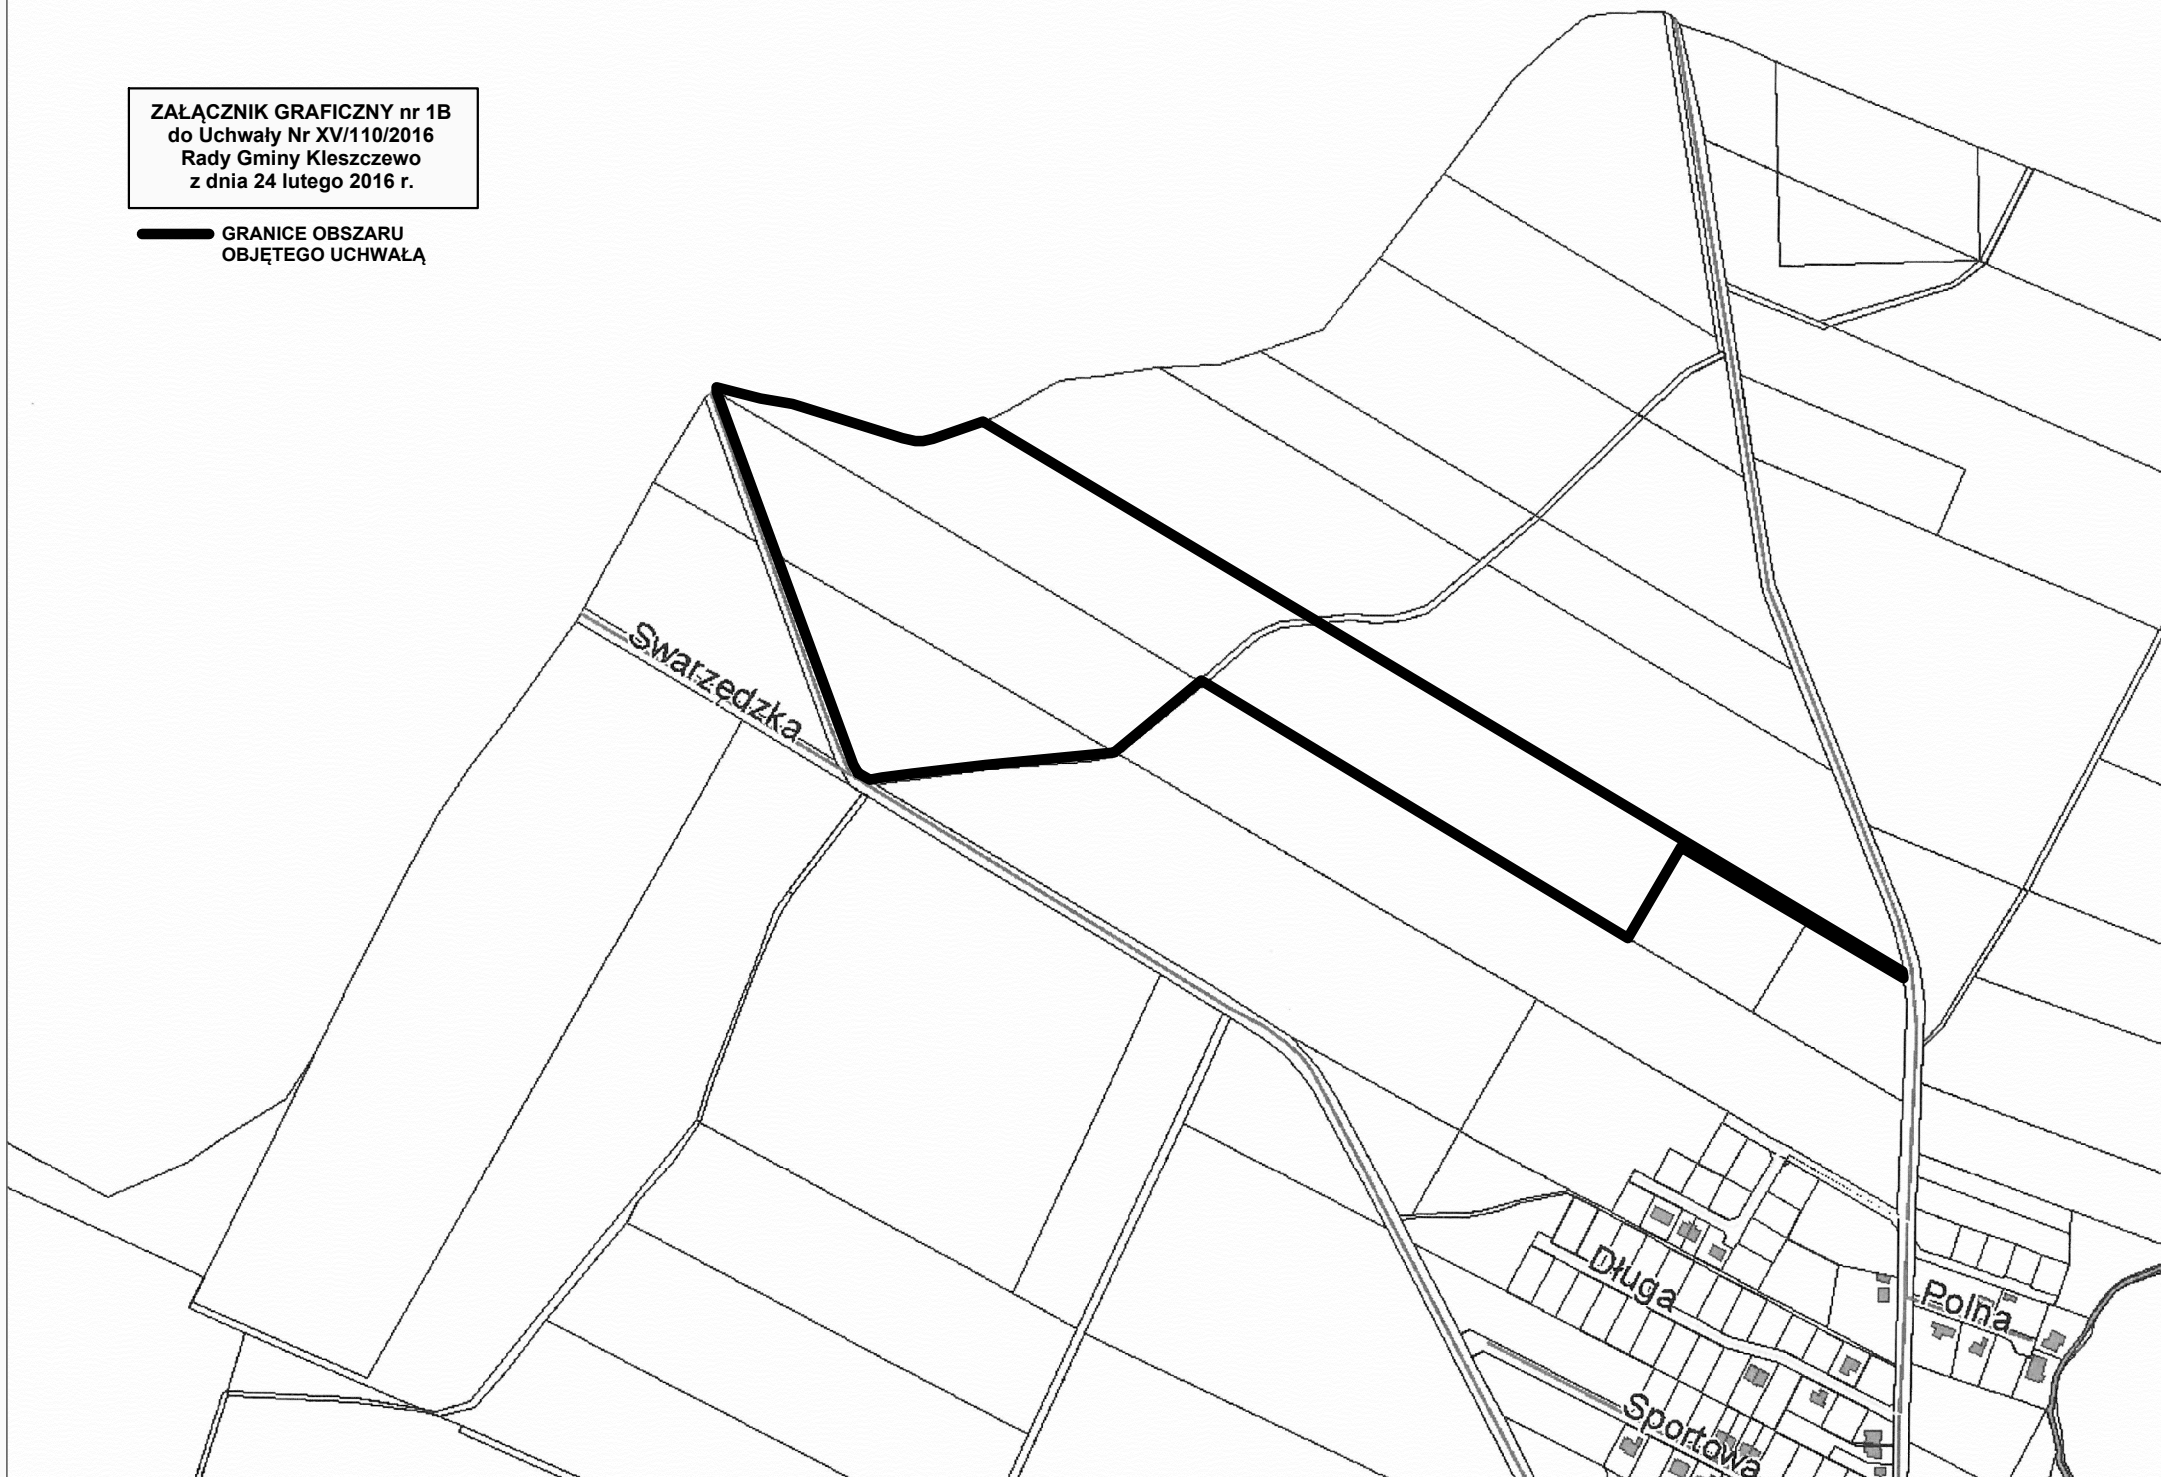 ZAŁĄCZNIK GRAFICZNY nr 1B
do Uchwały Nr XV/110/2016
Rady Gminy Kleszczewo
z dnia 24 lutego 2016 r.
GRANICE OBSZARU
OBJĘTEGO UCHWAŁĄ
Swarzędzka
Długa
Polna
Sportowa